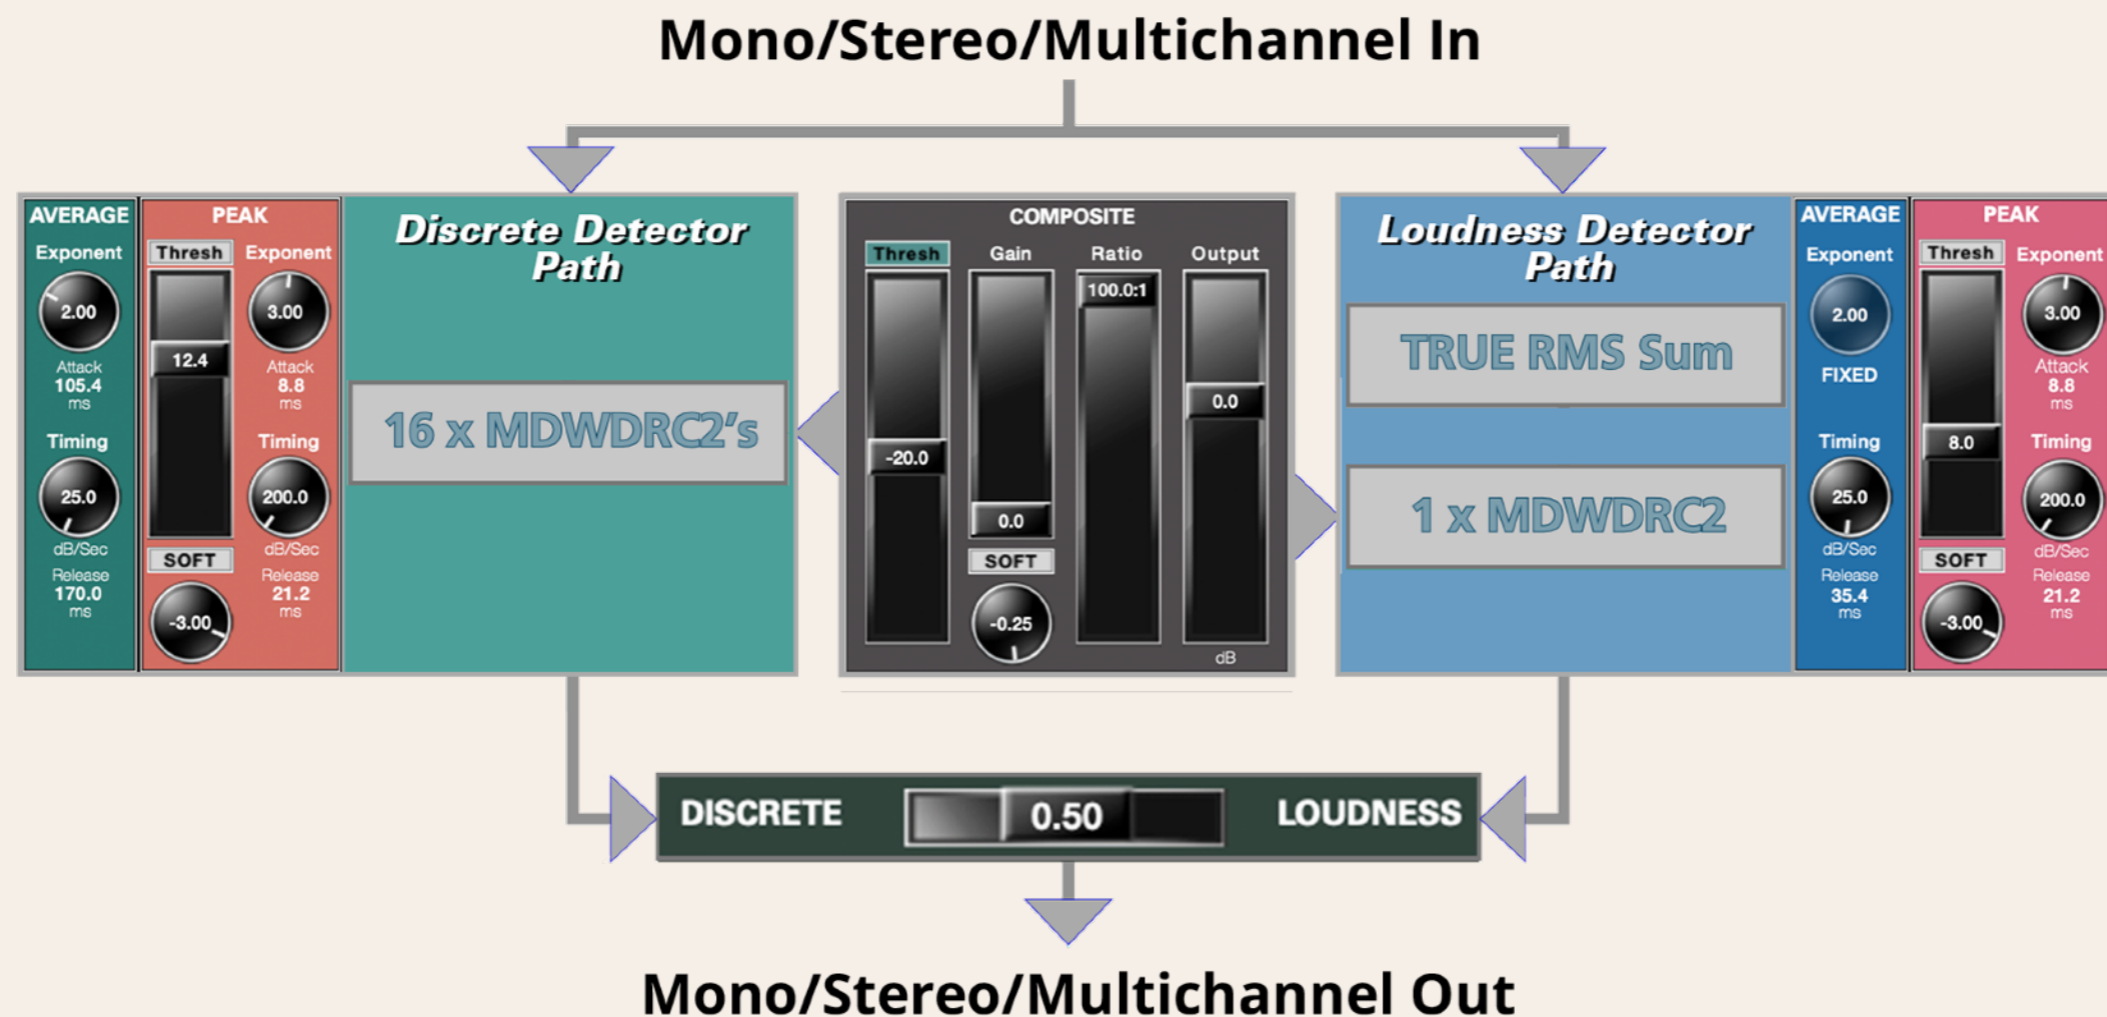 Mono/Stereo/Multichannel In
AVERAGE
Exponent
2.00
Attack
105.4
ms
Timing
25.0
dB/Sec
Release
170.0
ms
PEAK
Thresh
12.4
SOFT
-3.00
Exponent
3.00
Attack
8.8
ms
Timing
200.0
dB/Sec
Release
21.2
ms
Discrete Detector
Path
16 x MDWDRC2's
COMPOSITE
Thresh
-20.0
Gain
0.0
SOFT
-0.25
Ratio
100.0:1
Output
0.0
dB
Loudness Detector
Path
TRUE RMS Sum
1 x MDWDRC2
AVERAGE
Exponent
2.00
FIXED
Timing
25.0
dB/Sec
Release
35.4
ms
PEAK
Thresh
8.0
SOFT
-3.00
Exponent
3.00
Attack
8.8
ms
Timing
200.0
dB/Sec
Release
21.2
ms
DISCRETE
0.50
LOUDNESS
Mono/Stereo/Multichannel Out